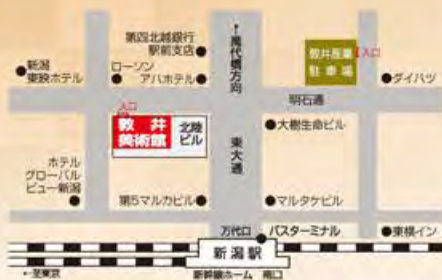 第四北越銀行
駅前支店
↑萬代橋方向
敦井産業
駐車場
入口
新潟
東映ホテル
ローソン
アパホテル
ダイハツ
明石通
入口
敦井
美術館
北陸
ビル
東大通
大樹生命ビル
ホテル
グローバル
ビュー新潟
第5マルカビル
マルタケビル
万代口
バスターミナル
東横イン
新潟駅
←至東京
新幹線ホーム 南口